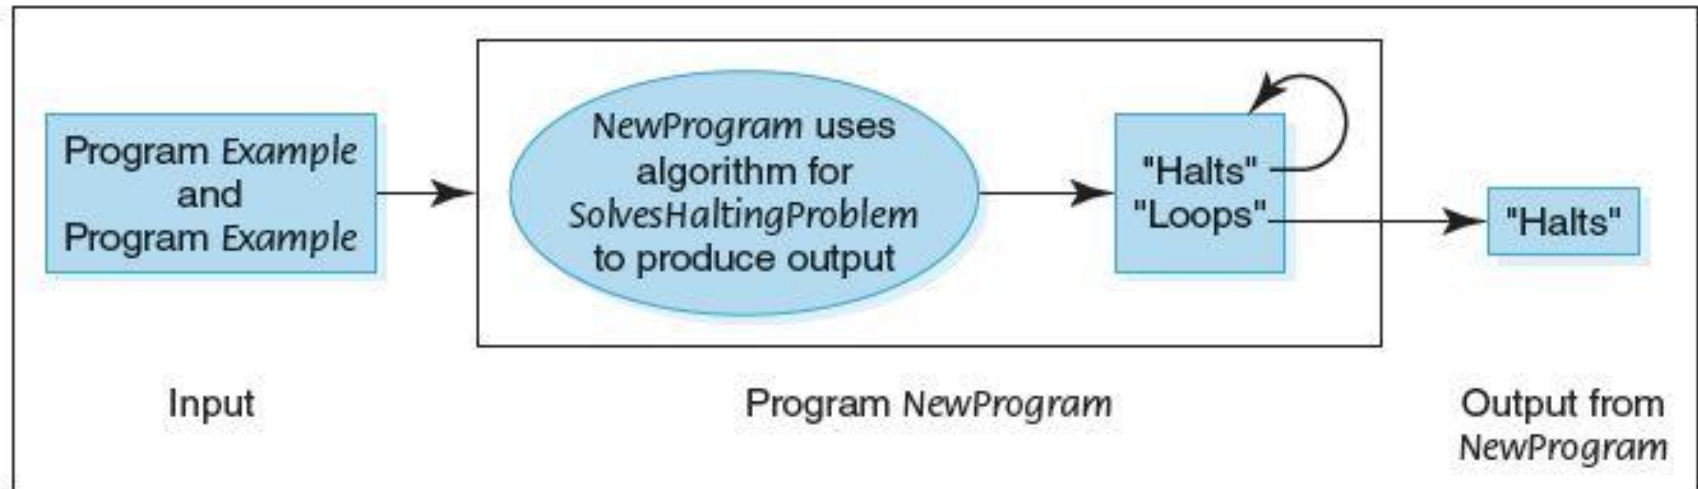 Program Example
and
Program Example
NewProgram uses
algorithm for
SolvesHaltingProblem
to produce output
"Halts"
"Loops"
"Halts"
Input
Program NewProgram
Output from
NewProgram